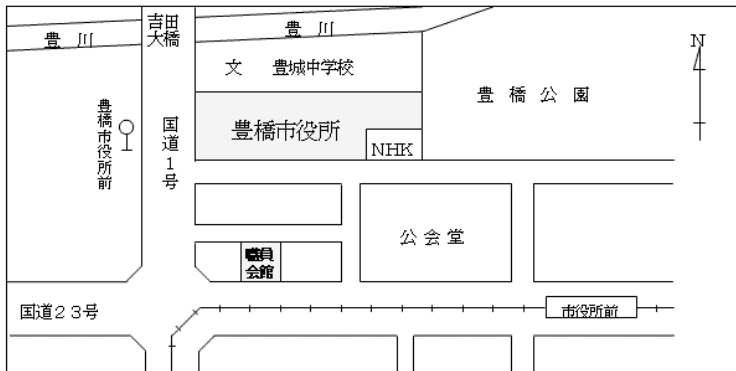 吉田
大橋
豊 川
豊 川
文 豊城中学校
豊橋公園
N
豊橋市役所前
国道1号
豊橋市役所
NHK
職員
会館
公会堂
国道23号
市役所前